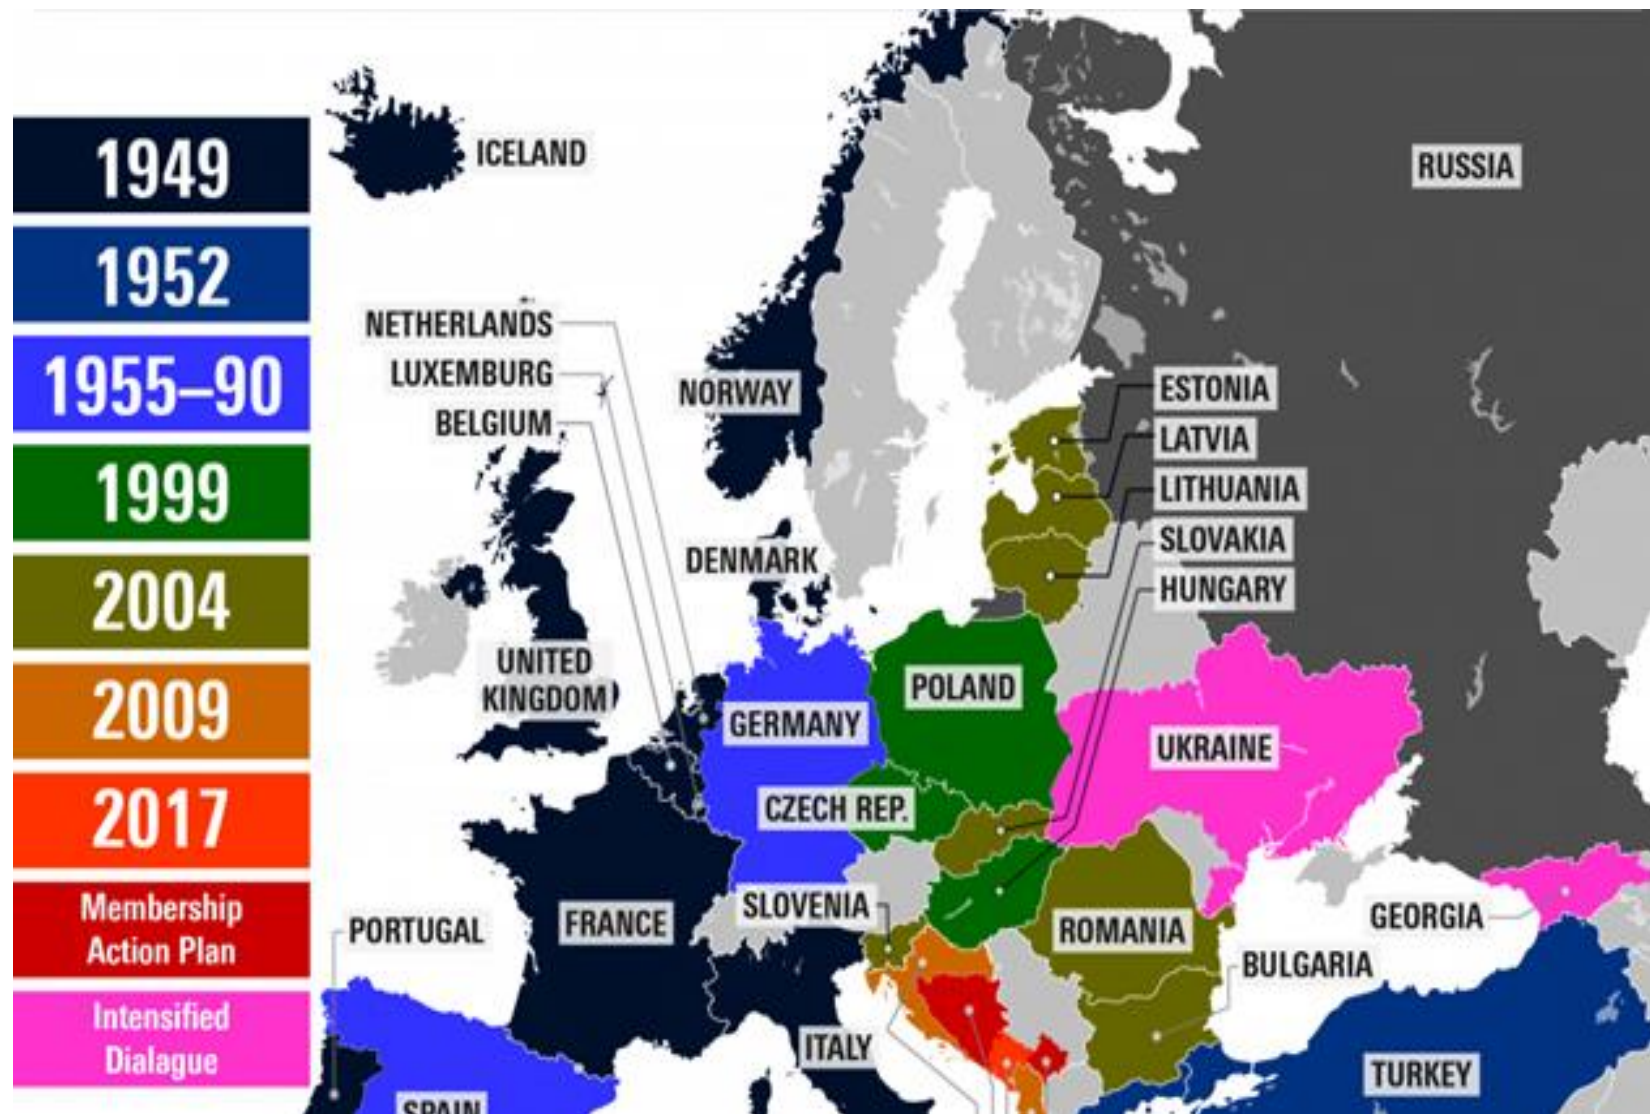 1949
1952
1955–90
1999
2004
2009
2017
Membership
Action Plan
Intensified
Dialague
ICELAND
RUSSIA
NETHERLANDS
LUXEMBURG
BELGIUM
NORWAY
ESTONIA
LATVIA
LITHUANIA
SLOVAKIA
HUNGARY
DENMARK
UNITED
KINGDOM
GERMANY
POLAND
UKRAINE
CZECH REP.
SLOVENIA
FRANCE
PORTUGAL
ROMANIA
GEORGIA
BULGARIA
ITALY
TURKEY
SPAIN